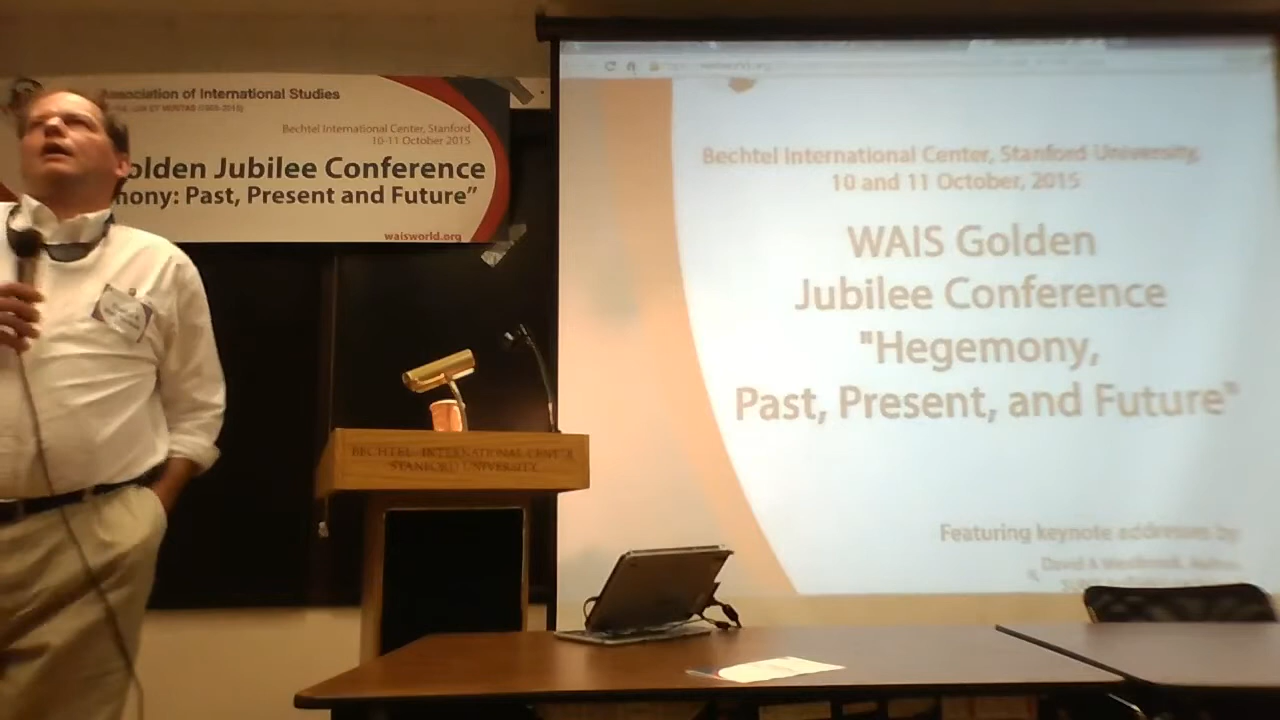 Association of International Studies
Bechtel International Center, Stanford
10-11 October 2015
olden Jubilee Conference
mony: Past, Present and Future”
waisworld.org
BECHTEL INTERNATIONAL CENTER
STANFORD UNIVERSITY
Bechtel International Center, Stanford University,
10 and 11 October, 2015
WAIS Golden
Jubilee Conference
"Hegemony,
Past, Present, and Future"
Featuring keynote addresses by
David A Westbrook,